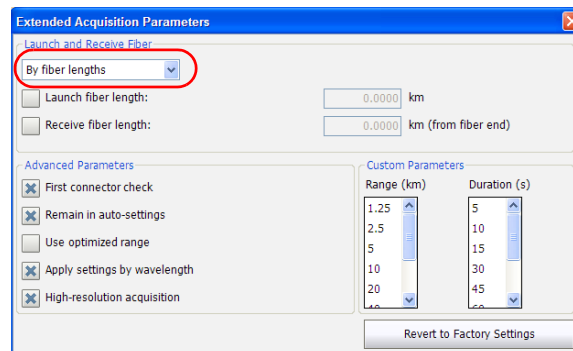 Extended Acquisition Parameters
Launch and Receive Fiber
By fiber lengths
Launch fiber length: 0.0000 km
Receive fiber length: 0.0000 km (from fiber end)
Advanced Parameters
First connector check
Remain in auto-settings
Use optimized range
Apply settings by wavelength
High-resolution acquisition
Custom Parameters
Range (km) Duration (s)
1.25 5
2.5 10
5 15
10 30
20 45
Revert to Factory Settings